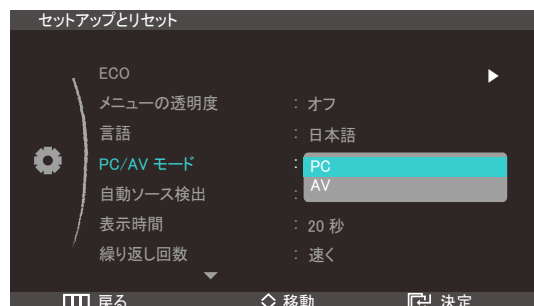 セットアップとリセット
ECO
メニューの透明度 : オフ
言語 : 日本語
PC/AV モード : PC
AV
自動ソース検出 :
表示時間 : 20 秒
繰り返し回数 : 速く
戻る 移動 決定